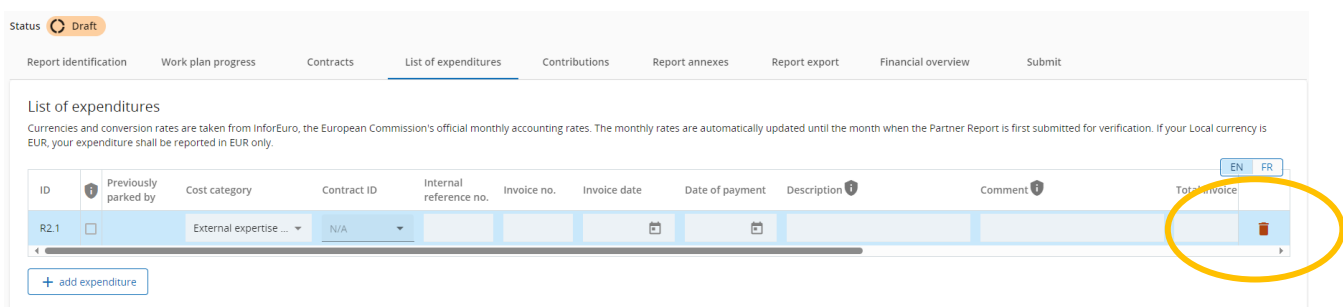 Status Draft
Report identification Work plan progress Contracts List of expenditures Contributions Report annexes Report export Financial overview Submit
List of expenditures
Currencies and conversion rates are taken from InforEuro, the European Commission's official monthly accounting rates. The monthly rates are automatically updated until the month when the Partner Report is first submitted for verification. If your Local currency is
EUR, your expenditure shall be reported in EUR only.
EN FR
ID Previously parked by Cost category Contract ID Internal reference no. Invoice no. Invoice date Date of payment Description Comment Total invoice
R2.1 External expertise ... N/A
+ add expenditure